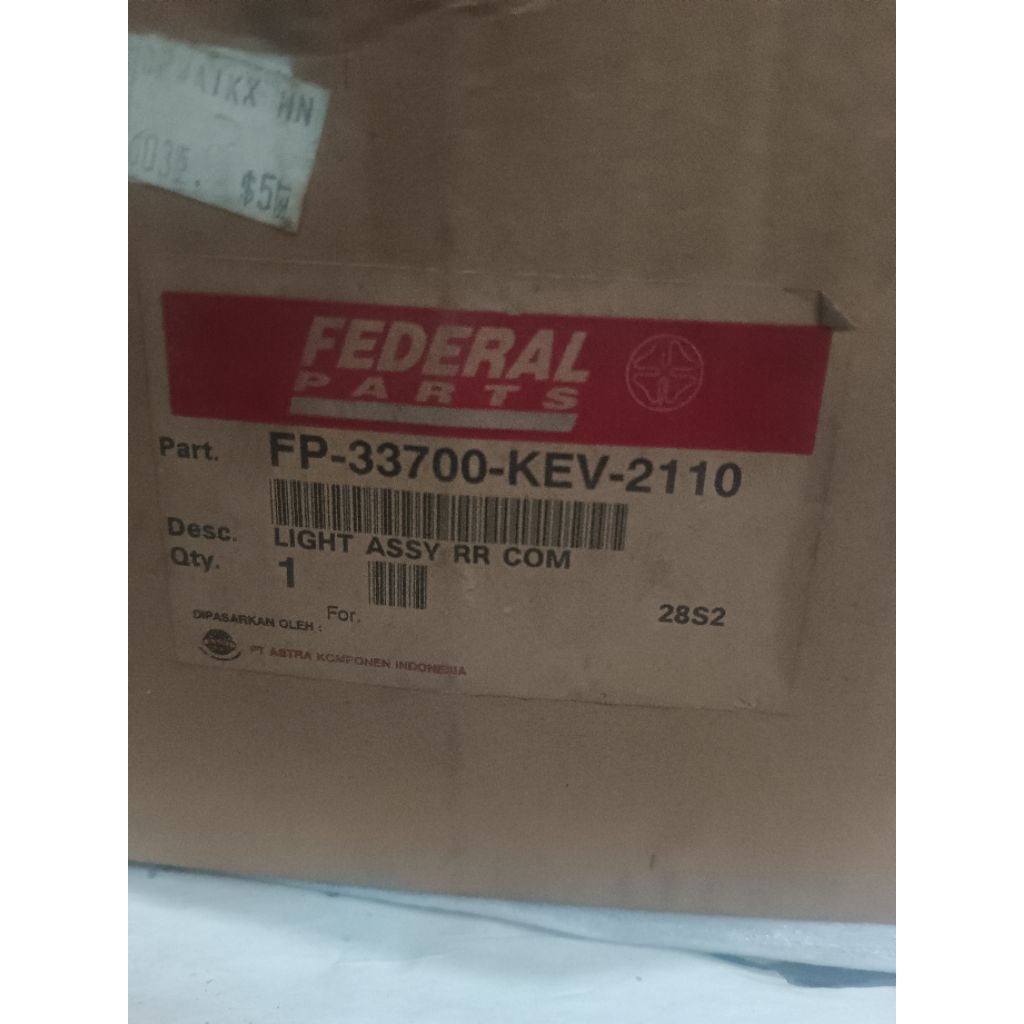 HN
FEDERAL
PARTS
Part. FP-33700-KEV-2110
Desc. LIGHT ASSY RR COM
Qty. 1
For. 28S2
DIPASARKAN OLEH :
PT ASTRA KOMPONEN INDONESIA